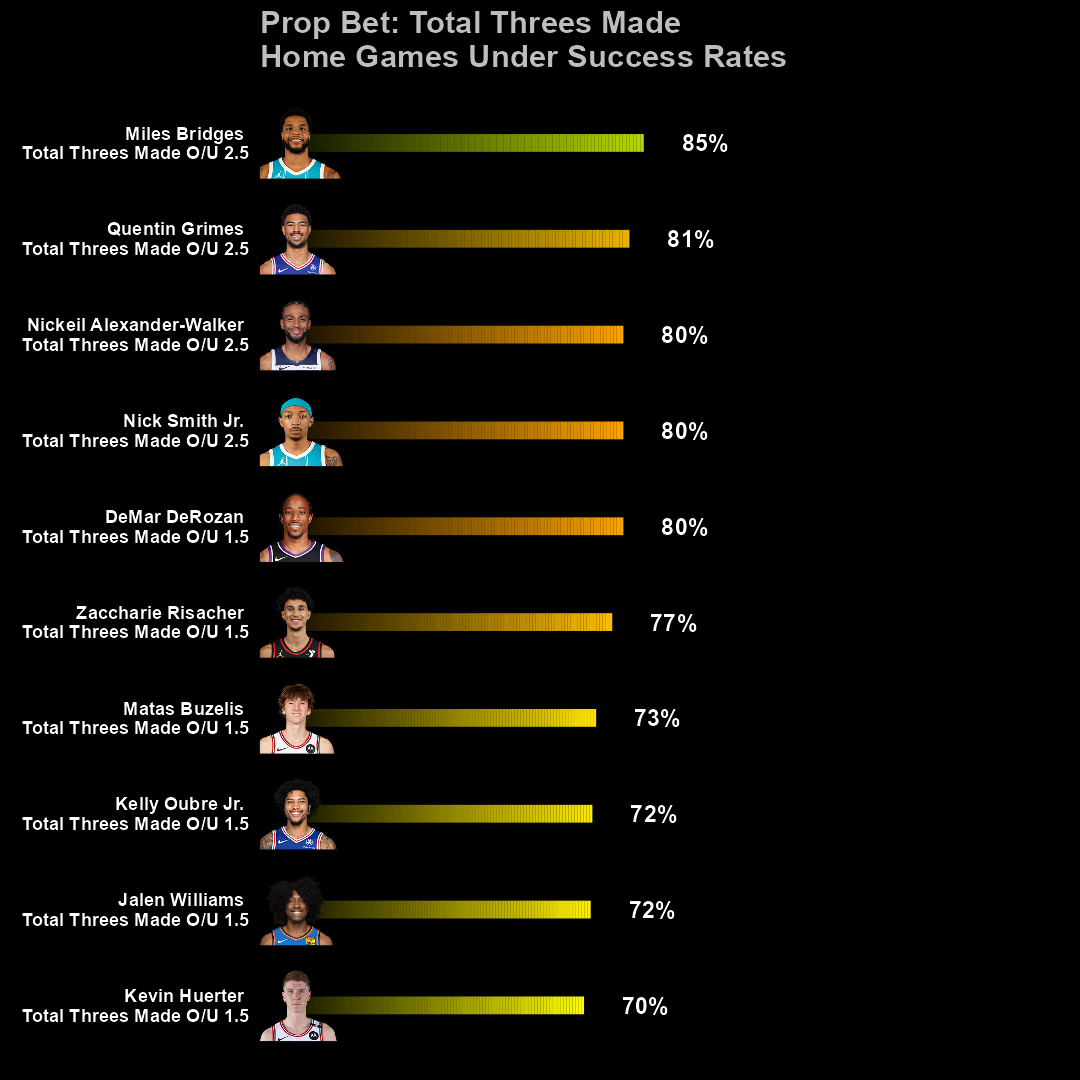 Prop Bet: Total Threes Made
Home Games Under Success Rates
Miles Bridges
Total Threes Made O/U 2.5
85%
Quentin Grimes
Total Threes Made O/U 2.5
81%
Nickeil Alexander-Walker
Total Threes Made O/U 2.5
80%
Nick Smith Jr.
Total Threes Made O/U 2.5
80%
DeMar DeRozan
Total Threes Made O/U 1.5
80%
Zaccharie Risacher
Total Threes Made O/U 1.5
77%
Matas Buzelis
Total Threes Made O/U 1.5
73%
Kelly Oubre Jr.
Total Threes Made O/U 1.5
72%
Jalen Williams
Total Threes Made O/U 1.5
72%
Kevin Huerter
Total Threes Made O/U 1.5
70%